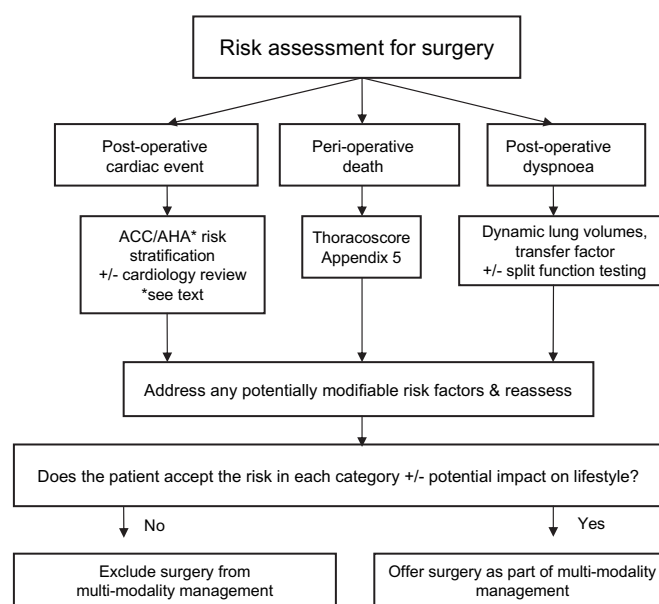 Risk assessment for surgery
Post-operative
cardiac event
Peri-operative
death
Post-operative
dyspnoea
ACC/AHA* risk
stratification
+/- cardiology review
*see text
Thoracoscore
Appendix 5
Dynamic lung volumes,
transfer factor
+/- split function testing
Address any potentially modifiable risk factors & reassess
Does the patient accept the risk in each category +/- potential impact on lifestyle?
No
Yes
Exclude surgery from
multi-modality management
Offer surgery as part of multi-modality
management